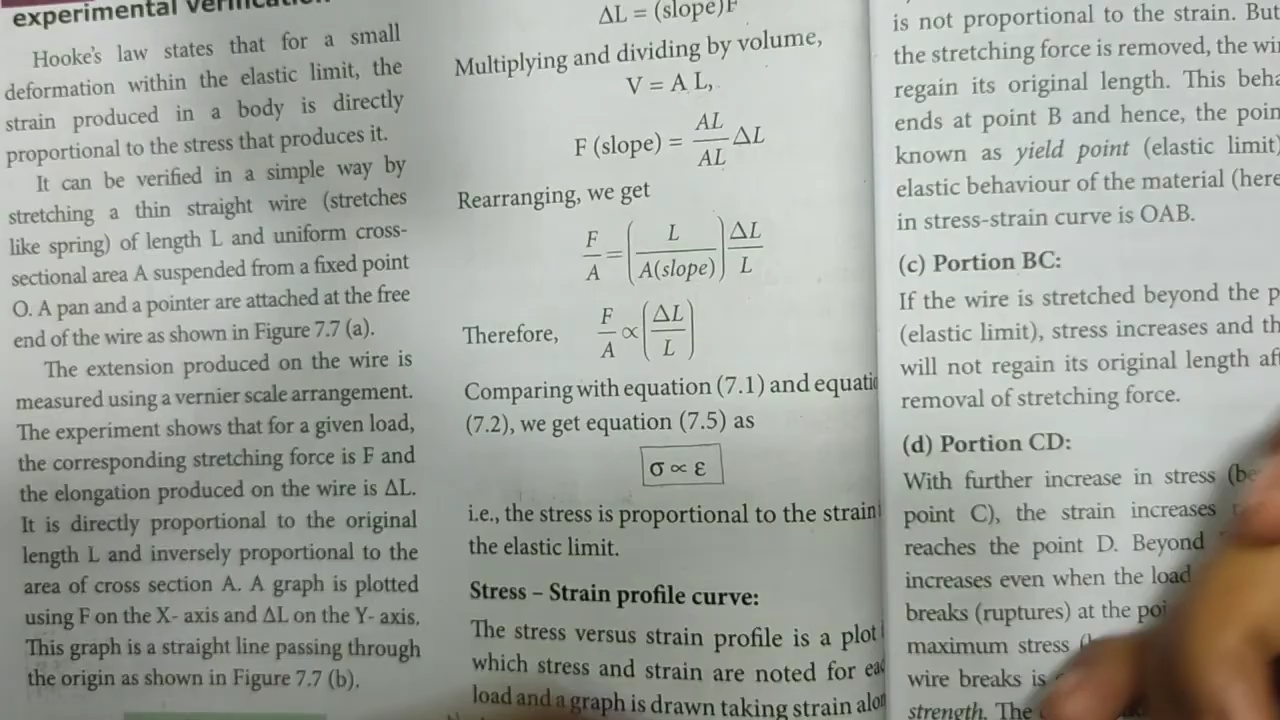 experimental
Hooke's law states that for a small
deformation within the elastic limit, the
strain produced in a body is directly
proportional to the stress that produces it.
It can be verified in a simple way by
stretching a thin straight wire (stretches
like spring) of length L and uniform cross-
sectional area A suspended from a fixed point
O. A pan and a pointer are attached at the free
end of the wire as shown in Figure 7.7 (a).
The extension produced on the wire is
measured using a vernier scale arrangement.
The experiment shows that for a given load,
the corresponding stretching force is F and
the elongation produced on the wire is ΔL.
It is directly proportional to the original
length L and inversely proportional to the
area of cross section A. A graph is plotted
using F on the X- axis and ΔL on the Y- axis.
This graph is a straight line passing through
the origin as shown in Figure 7.7 (b).
ΔL = (slope)F
Multiplying and dividing by volume,
V = A L,
F (slope) = AL/AL ΔL
Rearranging, we get
F/A = (L/A(slope)) ΔL/L
Therefore, F/A ∝ (ΔL/L)
Comparing with equation (7.1) and
(7.2), we get equation (7.5) as
σ ∝ ε
i.e., the stress is proportional to the strain
the elastic limit.
Stress – Strain profile curve:
The stress versus strain profile is a plot
which stress and strain are noted for
load and a graph is drawn taking strain
is not proportional to the strain. But
the stretching force is removed, the
regain its original length. This
ends at point B and hence, the
known as yield point (elastic limit)
elastic behaviour of the material (here
in stress-strain curve is OAB.
(c) Portion BC:
If the wire is stretched beyond the
(elastic limit), stress increases and
will not regain its original length
removal of stretching force.
(d) Portion CD:
With further increase in stress
point C), the strain increases
reaches the point D. Beyond
increases even when the load
breaks (ruptures) at the
maximum stress
wire breaks is
strength. The